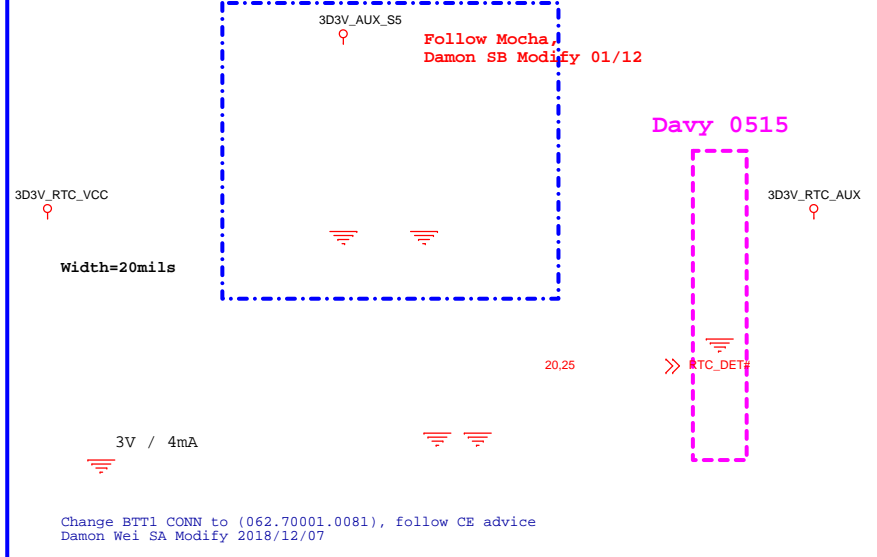 3D3V_AUX_S5
Follow Mocha,
Damon SB Modify 01/12
Davy 0515
3D3V_RTC_VCC
3D3V_RTC_AUX
Width=20mils
20,25
RTC_DET#
3V / 4mA
Change BTT1 CONN to (062.70001.0081), follow CE advice
Damon Wei SA Modify 2018/12/07